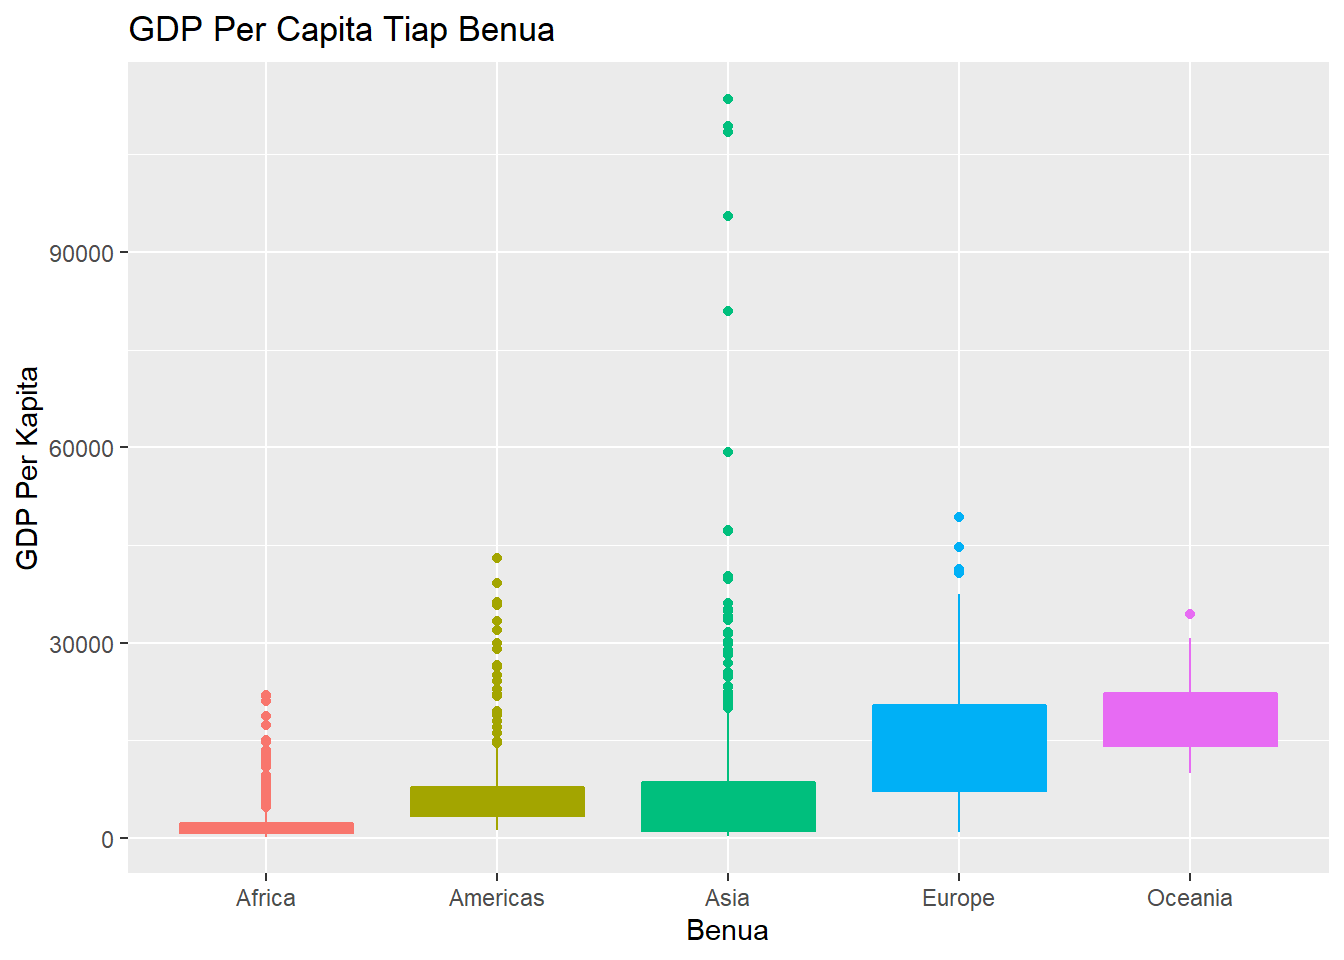 GDP Per Capita Tiap Benua
GDP Per Kapita
90000
60000
30000
0
Africa
Americas
Asia
Europe
Oceania
Benua